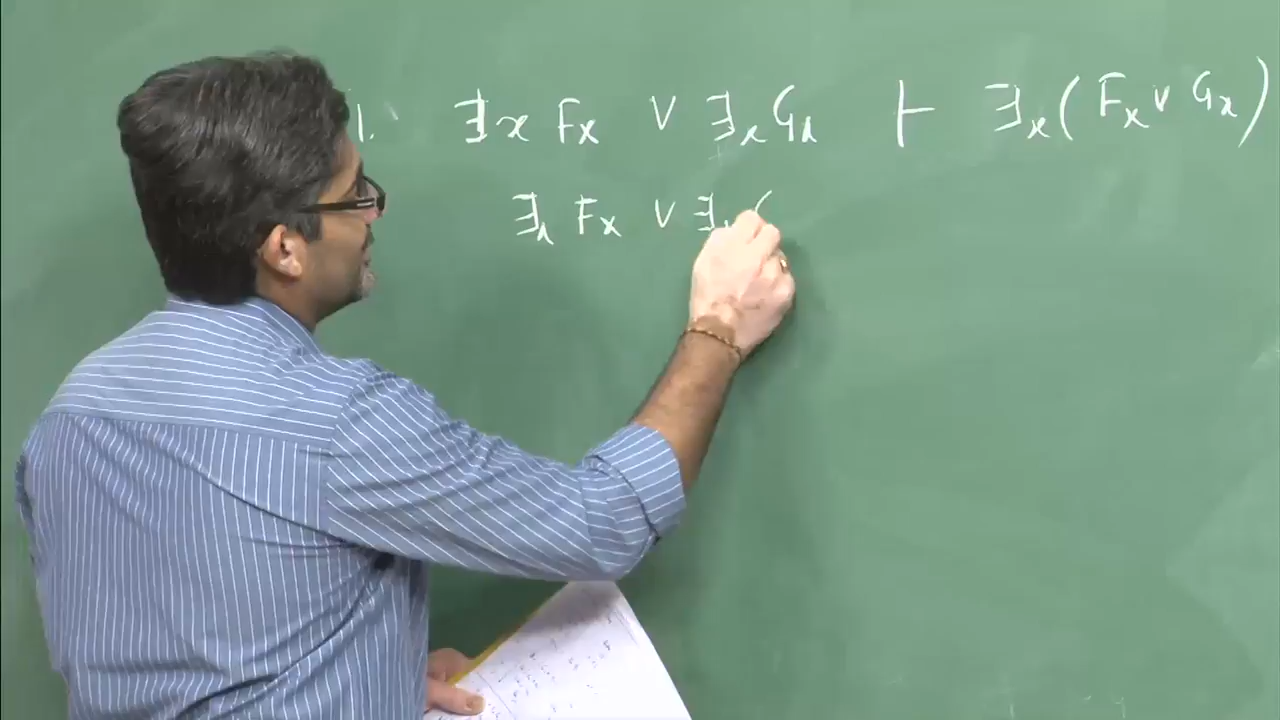 1. ∃x Fx ∨ ∃x Gx ⊢ ∃x (Fx ∨ Gx)
∃x Fx ∨ ∃x